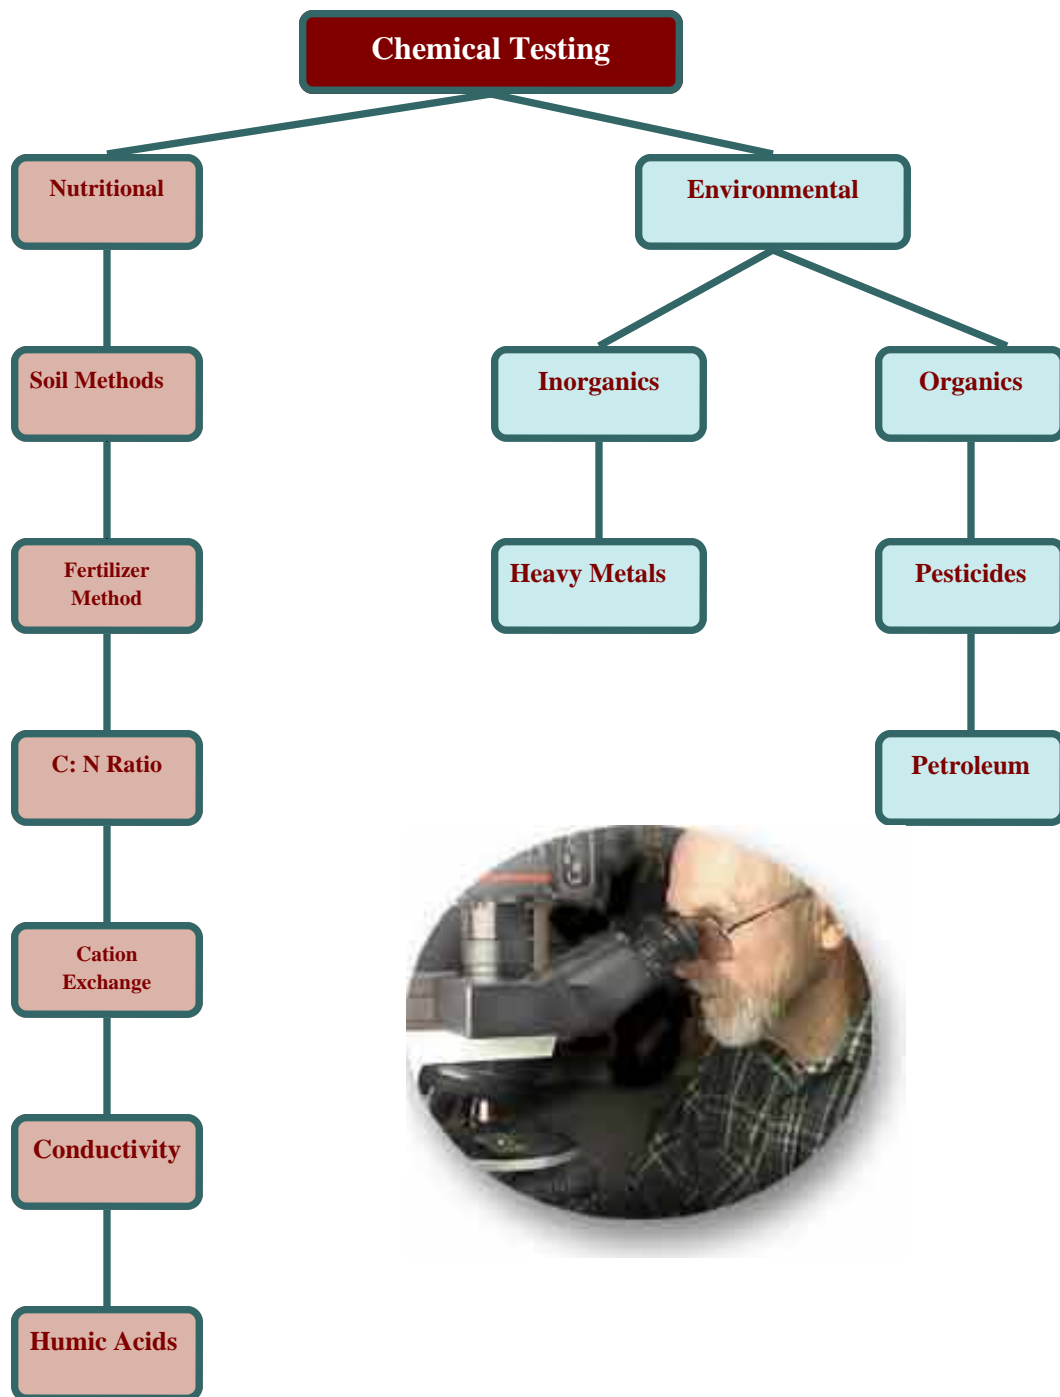 Chemical Testing
Nutritional
Environmental
Soil Methods
Inorganics
Organics
Fertilizer
Method
Heavy Metals
Pesticides
C: N Ratio
Petroleum
Cation
Exchange
Conductivity
Humic Acids